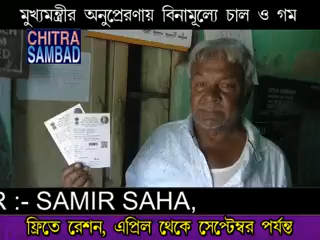 মুখ্যমন্ত্রীর অনুপ্রেরণায় বিনামূল্যে চাল ও গম
CHITRA
SAMBAD
R :- SAMIR SAHA,
ফ্রিতে রেশন, এপ্রিল থেকে সেপ্টেম্বর পর্যন্ত